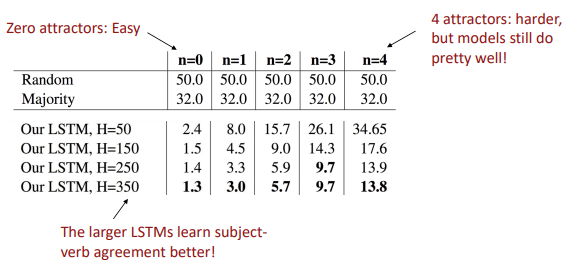 Zero attractors: Easy
4 attractors: harder,
but models still do
pretty well!
n=0 n=1 n=2 n=3 n=4
Random 50.0 50.0 50.0 50.0 50.0
Majority 32.0 32.0 32.0 32.0 32.0
Our LSTM, H=50 2.4 8.0 15.7 26.1 34.65
Our LSTM, H=150 1.5 4.5 9.0 14.3 17.6
Our LSTM, H=250 1.4 3.3 5.9 9.7 13.9
Our LSTM, H=350 1.3 3.0 5.7 9.7 13.8
The larger LSTMs learn subject-
verb agreement better!